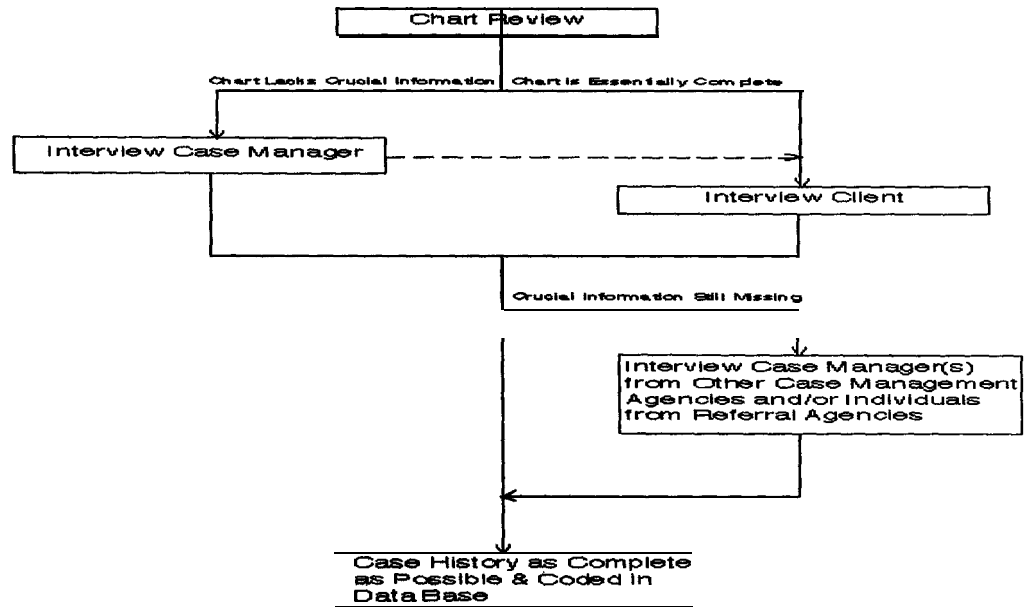 Chart Review
Chart Lacks Crucial Information
Chart is Essentially Complete
Interview Case Manager
Interview Client
Crucial Information Still Missing
Interview Case Manager(s)
from Other Case Management
Agencies and/or Individuals
from Referral Agencies
Case History as Complete
as Possible & Coded in
Data Base